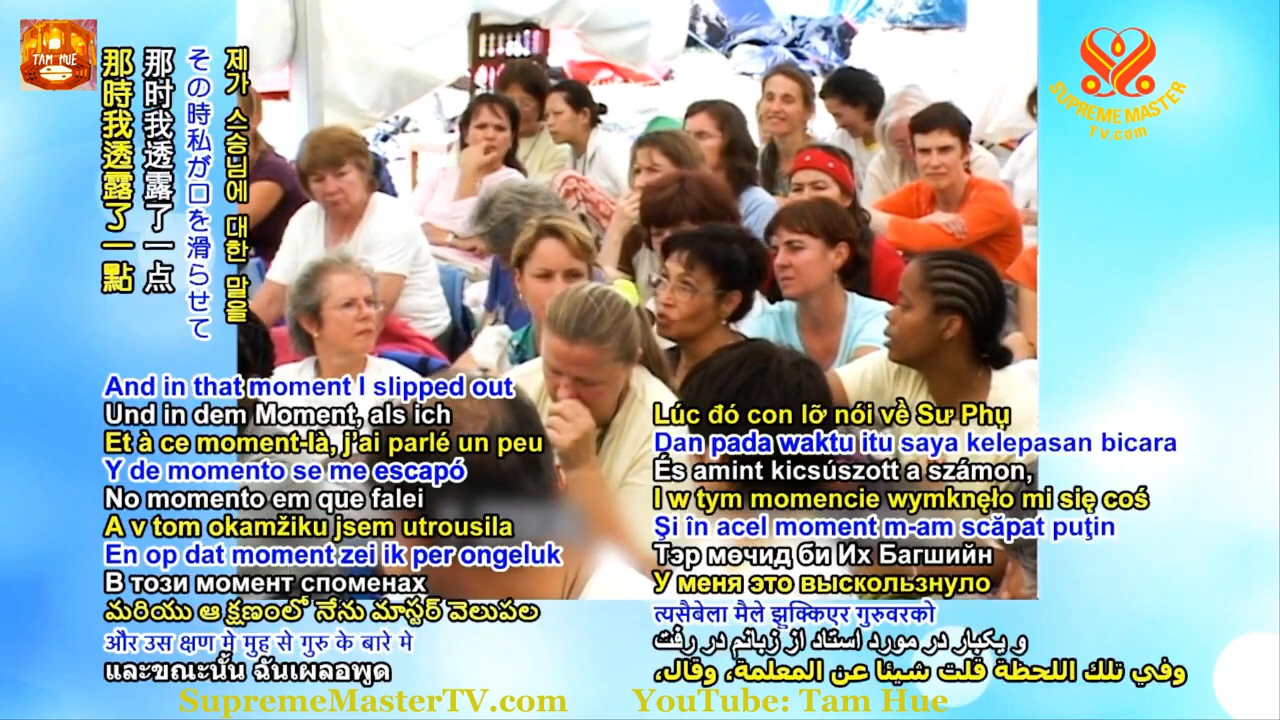 TAM HUE
那時我透露了一點
那时我透露了一点
その時私が口を滑らせて
제가 스승님에 대한 말을
SUPREME MASTER
TV.com
And in that moment I slipped out
Und in dem Moment, als ich
Et à ce moment-là, j'ai parlé un peu
Y de momento se me escapó
No momento em que falei
A v tom okamžiku jsem utrousila
En op dat moment zei ik per ongeluk
В този момент споменах
మరియు ఆ క్షణంలో నేను మాస్టర్ వెలుపల
और उस क्षण मे मुह से गुरु के बारे मे
และขณะนั้น ฉันเผลอพูด
Lúc đó con lỡ nói về Sư Phụ
Dan pada waktu itu saya kelepasan bicara
És amint kicsúszott a számon,
I w tym momencie wymknęło mi się coś
Şi în acel moment m-am scăpat puţin
Тэр мөчид би Их Багшийн
У меня это выскользнуло
त्यसैबेला मैले झुक्किएर गुरुवरको
و یکبار در مورد استاد از زبانم در رفت
وفي تلك اللحظة قلت شيئا عن المعلمة، وقال،
SupremeMasterTV.com
YouTube: Tam Hue